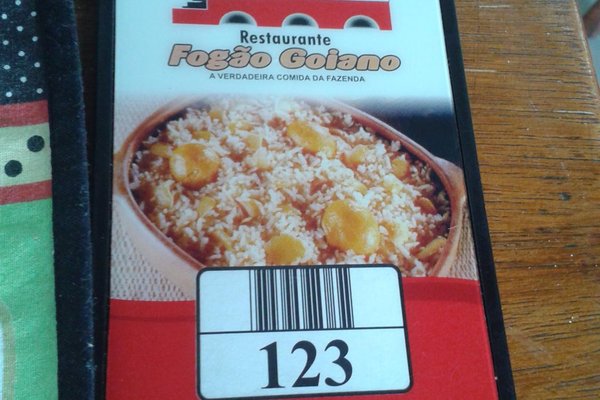 Restaurante
Fogão Goiano
A VERDADEIRA COMIDA DA FAZENDA
123